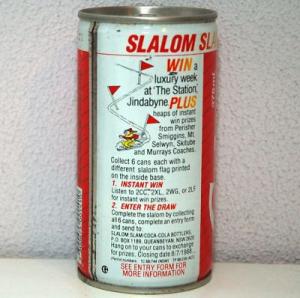 SLALOM SLA
WIN a
luxury week
at 'The Station',
Jindabyne PLUS
heaps of instant
win prizes
from Perisher
Smiggins, Mt.
Selwyn, Skitube
and Murrays Coaches.
Collect 6 cans each with a
different slalom flag printed
on the inside base.
1. INSTANT WIN
Listen to 2CC, 2XL, 2WG, or 2LF
for instant win prizes.
2. ENTER THE DRAW
Complete the slalom by collecting
all 6 cans, complete an entry form
and send to:
SLALOM SLAM/COCA-COLA BOTTLERS,
P.O. BOX 1189, QUEANBEYAN, NSW 2620
Hang on to your cans to exchange
for prizes. Closing date 8/7/1988
SEE ENTRY FORM FOR
MORE INFORMATION
375ml